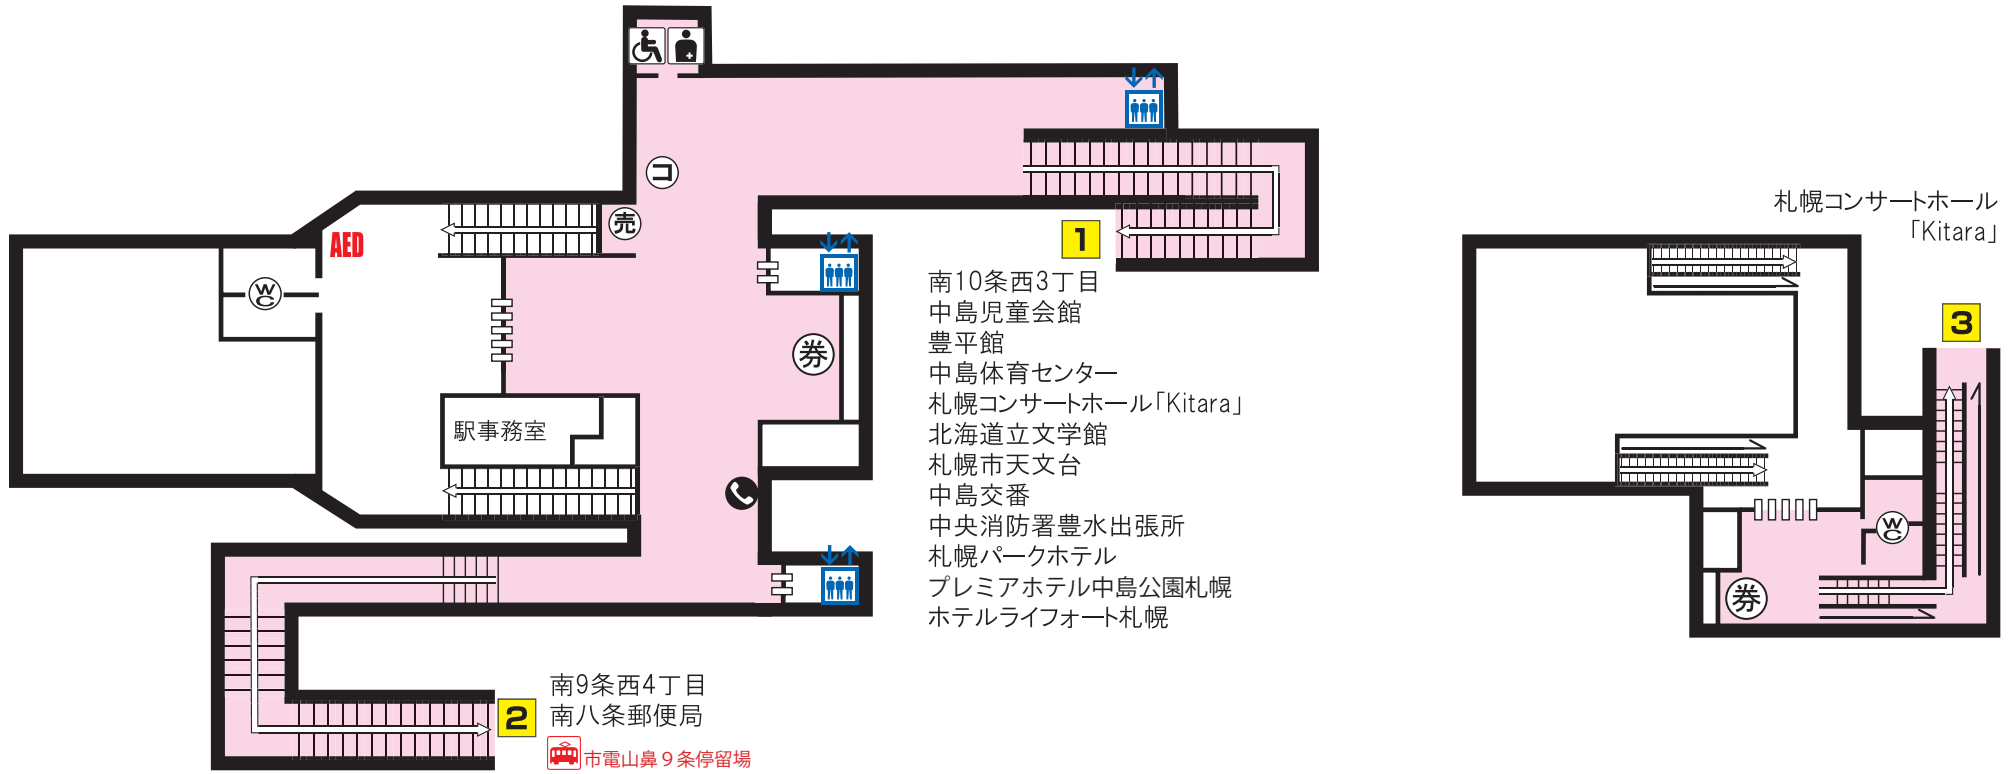 コ
売
AED
WC
券
駅事務室
1
南10条西3丁目
中島児童会館
豊平館
中島体育センター
札幌コンサートホール「Kitara」
北海道立文学館
札幌市天文台
中島交番
中央消防署豊水出張所
札幌パークホテル
プレミアホテル中島公園札幌
ホテルライフォート札幌
2
南9条西4丁目
南八条郵便局
市電山鼻9条停留場
札幌コンサートホール
「Kitara」
3
WC
券